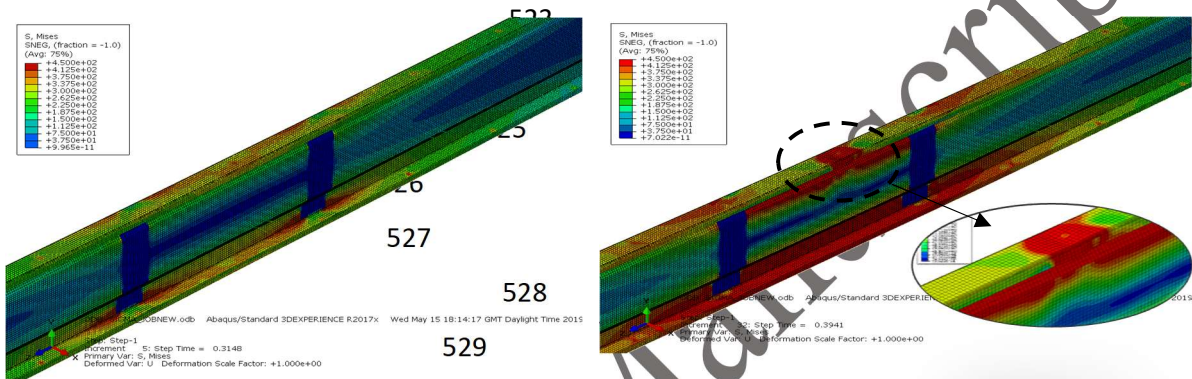 S, Mises
SNEG, (fraction = -1.0)
(Avg: 75%)
+4.500e+02
+4.125e+02
+3.750e+02
+3.375e+02
+3.000e+02
+2.625e+02
+2.250e+02
+1.875e+02
+1.500e+02
+1.125e+02
+7.500e+01
+3.750e+01
+9.965e-11
527
528
Abaqus/Standard 3DEXPERIENCE R2017x Wed May 15 18:14:17 GMT Daylight Time 2019
529
Step: Step-1
Increment 5: Step Time = 0.3148
Primary Var: S, Mises
Deformed Var: U Deformation Scale Factor: +1.000e+00
S, Mises
SNEG, (fraction = -1.0)
(Avg: 75%)
+4.500e+02
+4.125e+02
+3.750e+02
+3.375e+02
+3.000e+02
+2.625e+02
+2.250e+02
+1.875e+02
+1.500e+02
+1.125e+02
+7.500e+01
+3.750e+01
+7.022e-11
BNEW.odb Abaqus/Standard 3DEXPERIEN
2019
Step-1
32: Step Time = 0.3941
Primary Var: S, Mises
Deformed Var: U Deformation Scale Factor: +1.000e+00